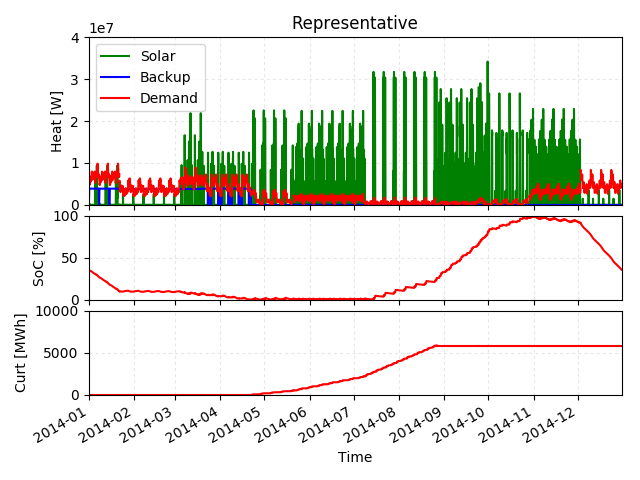 Representative
1e7
Heat [W]
4
3
2
1
0
Solar
Backup
Demand
SoC [%]
100
50
0
Curt [MWh]
10000
5000
0
2014-01
2014-02
2014-03
2014-04
2014-05
2014-06
2014-07
2014-08
2014-09
2014-10
2014-11
2014-12
Time